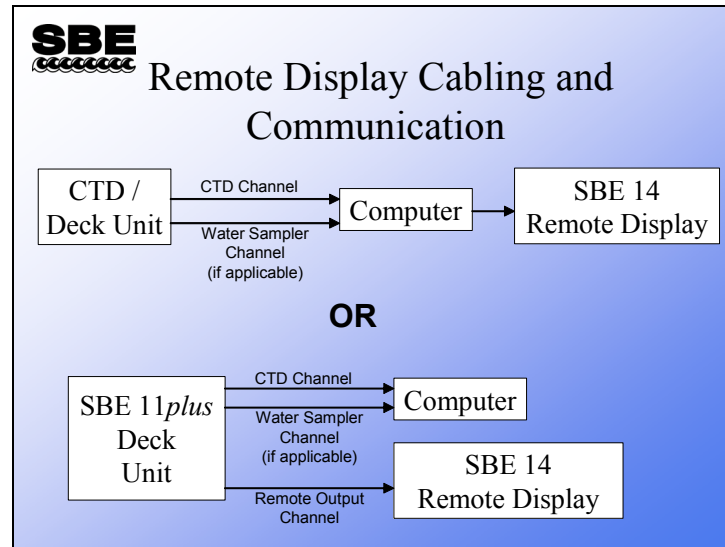 SBE
Remote Display Cabling and
Communication
CTD /
Deck Unit
CTD Channel
Water Sampler
Channel
(if applicable)
Computer
SBE 14
Remote Display
OR
SBE 11plus
Deck
Unit
CTD Channel
Water Sampler
Channel
(if applicable)
Remote Output
Channel
Computer
SBE 14
Remote Display